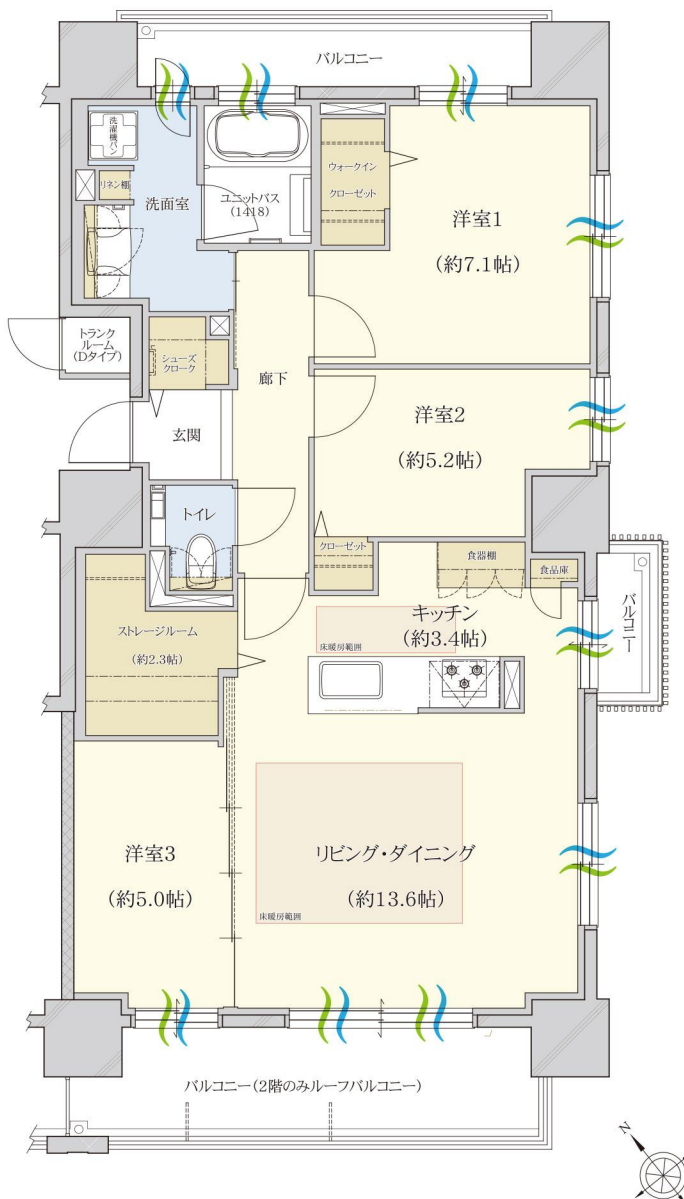 バルコニー
洗濯機パン
リネン棚
洗面室
ユニットバス
(1418)
ウォークイン
クローゼット
洋室1
(約7.1帖)
トランク
ルーム
(Dタイプ)
シューズ
クローク
廊下
玄関
洋室2
(約5.2帖)
トイレ
クローゼット
食器棚
食品庫
バルコニー
キッチン
(約3.4帖)
床暖房範囲
ストレージルーム
(約2.3帖)
洋室3
(約5.0帖)
リビング・ダイニング
(約13.6帖)
床暖房範囲
バルコニー(2階のみルーフバルコニー)
N